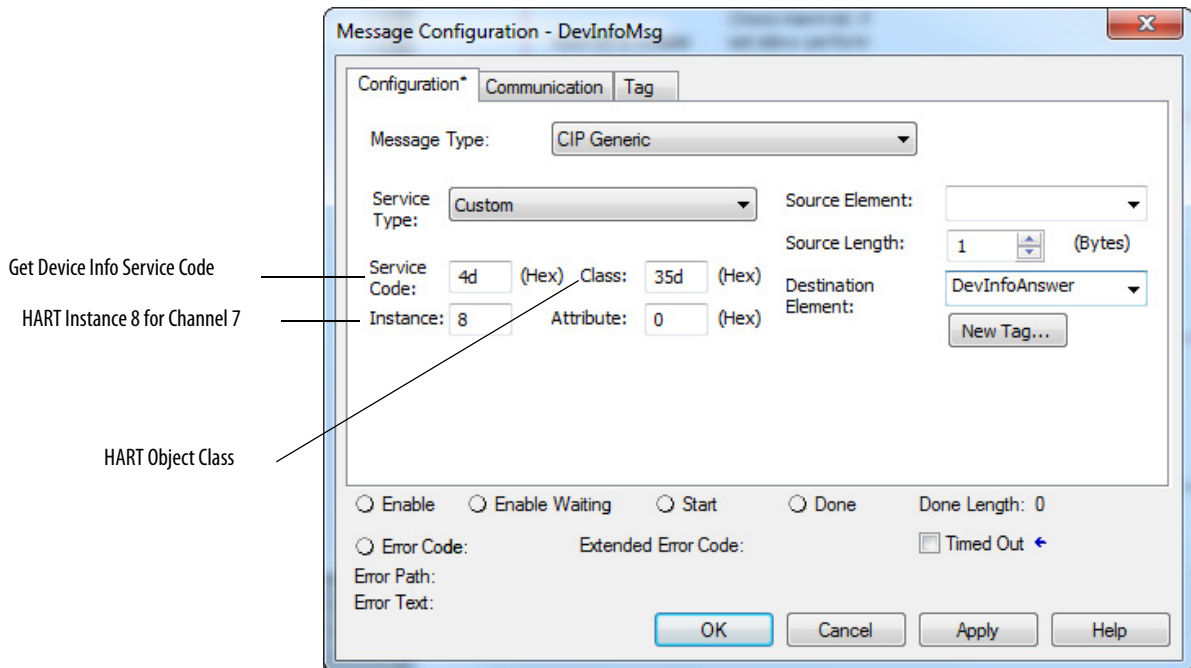 Message Configuration - DevInfoMsg
Configuration*
Communication
Tag
Message Type:
CIP Generic
Service Type:
Custom
Source Element:
Source Length:
1
(Bytes)
Get Device Info Service Code
Service Code:
4d
(Hex)
Class:
35d
(Hex)
Destination Element:
DevInfoAnswer
HART Instance 8 for Channel 7
Instance:
8
Attribute:
0
(Hex)
New Tag...
HART Object Class
Enable
Enable Waiting
Start
Done
Done Length: 0
Error Code:
Extended Error Code:
Timed Out
Error Path:
Error Text:
OK
Cancel
Apply
Help